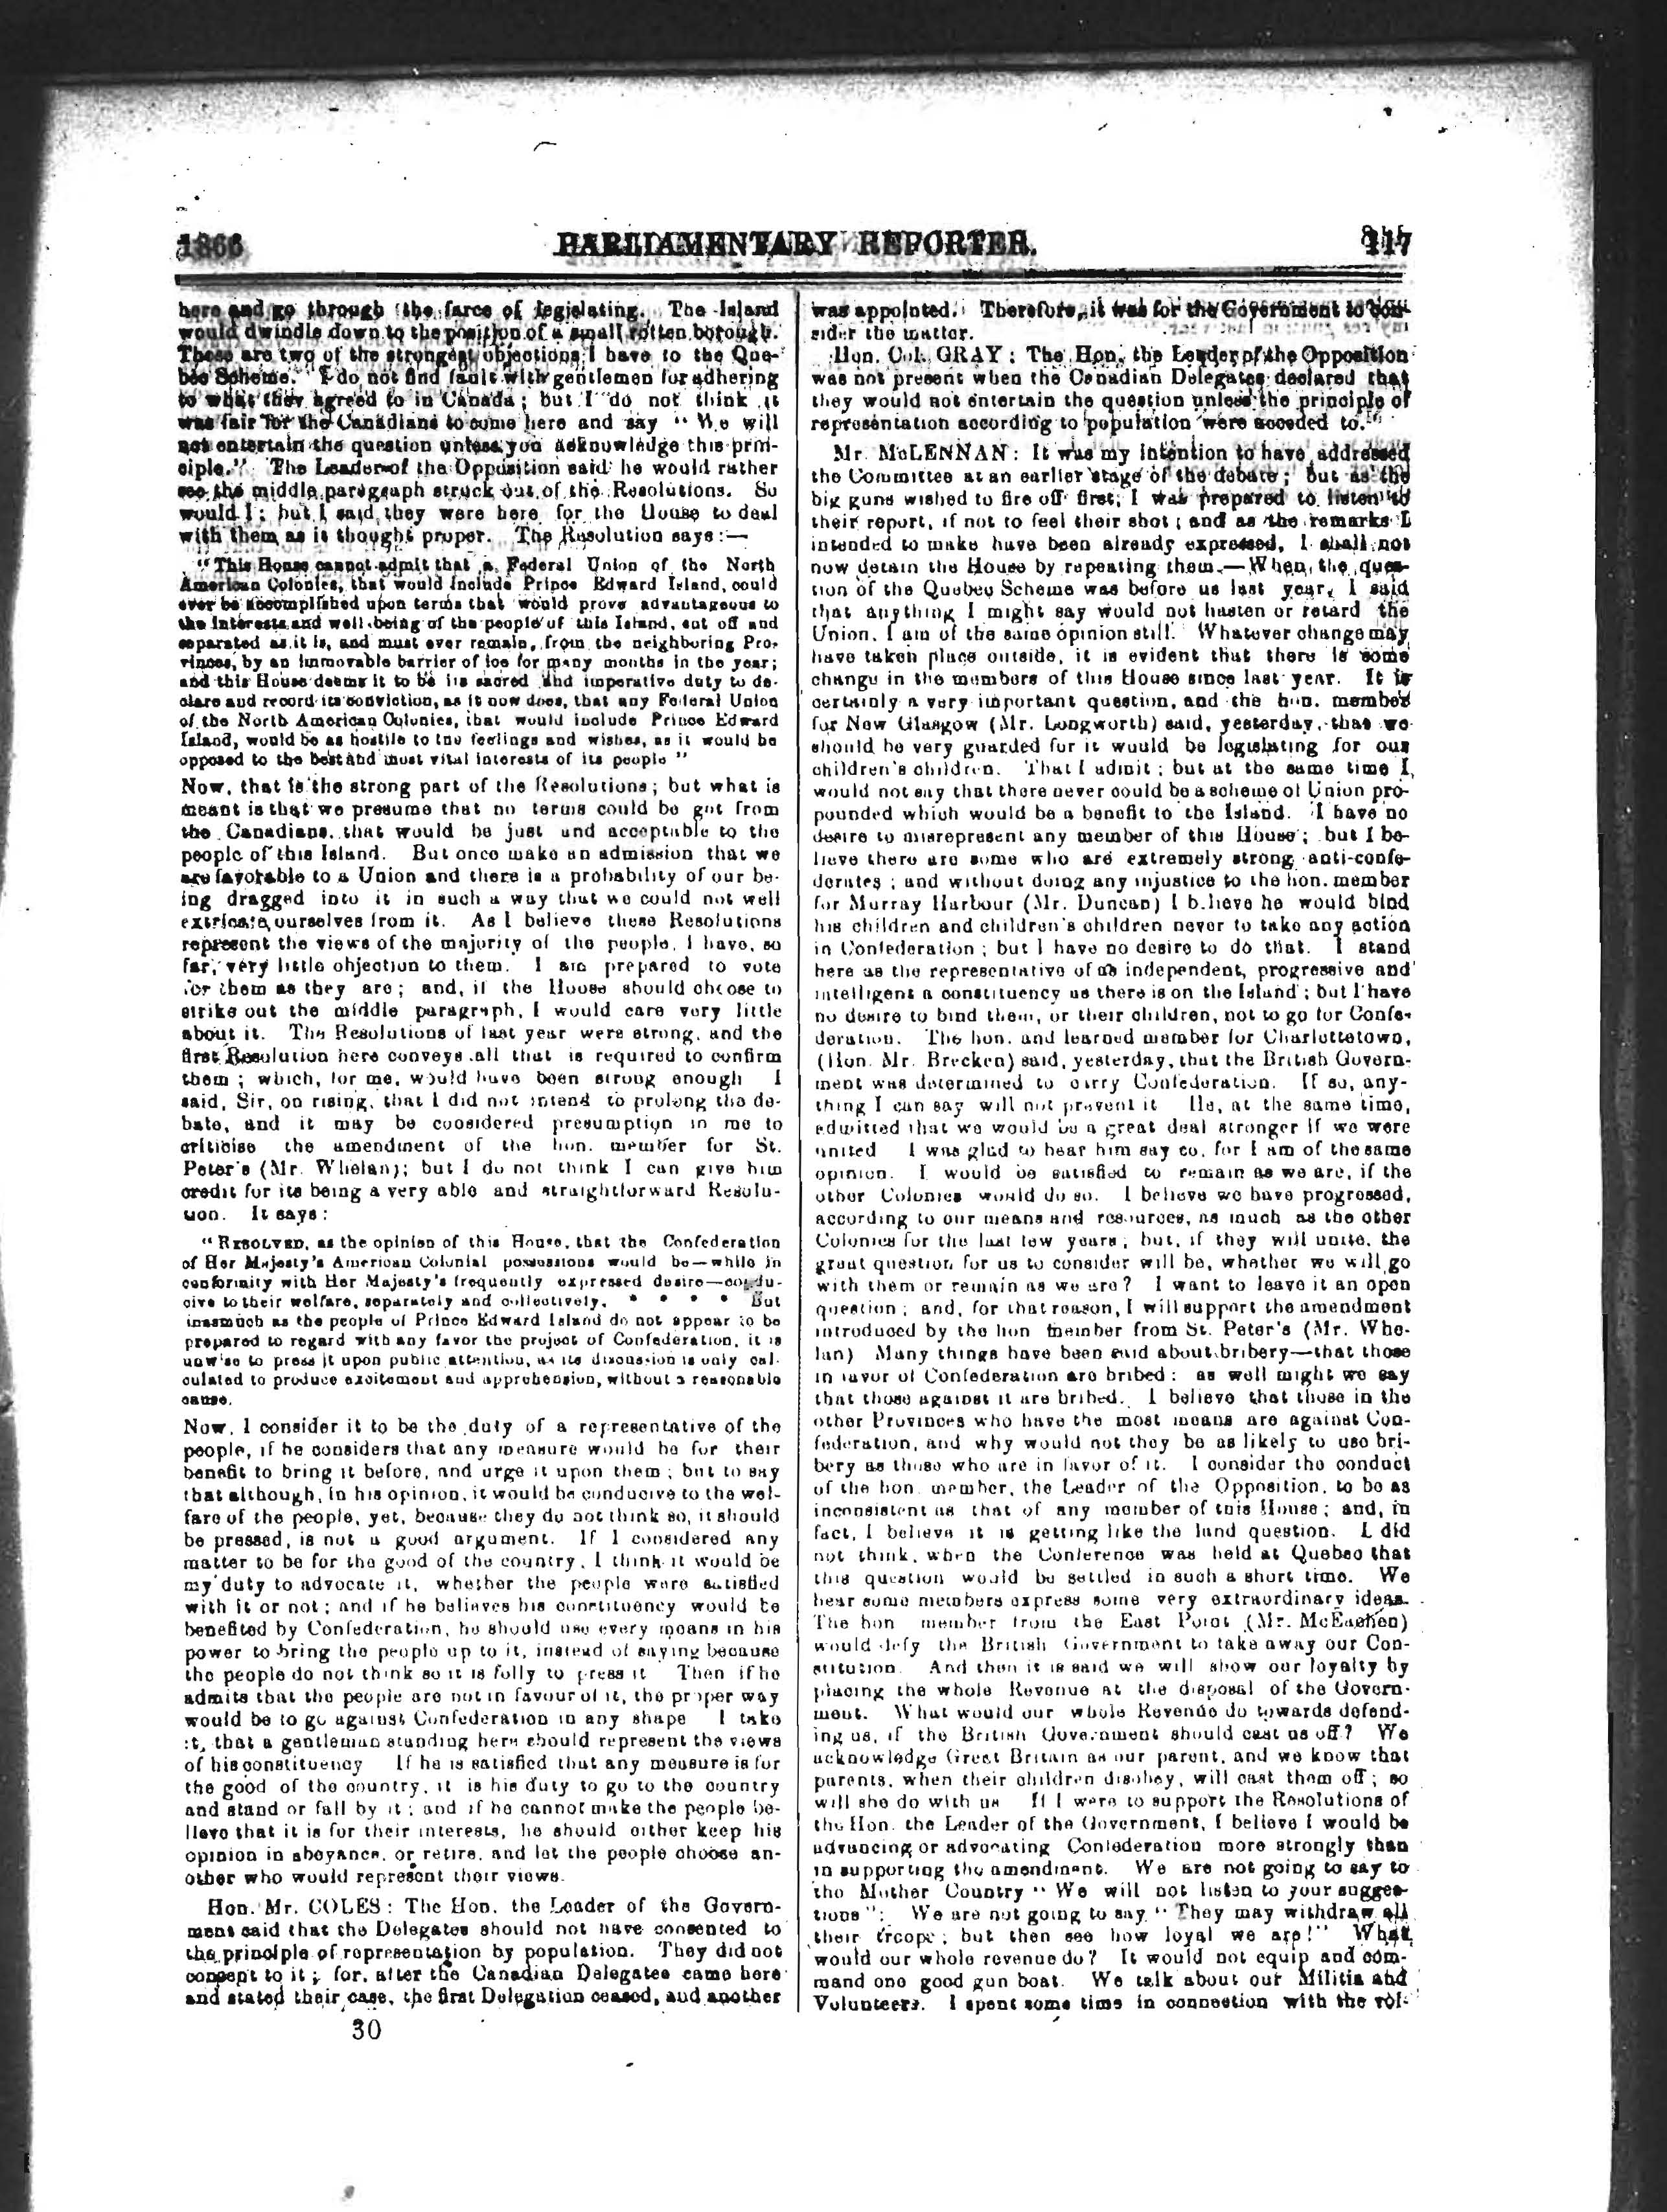 1866
PARLIAMENTARY REPORTER.
117
here and go through the farce of legislating. The Island
would dwindle down to the position of a small rotten borough.
These are two of the strongest objections I have to the Que-
bec Scheme. I do not find fault with gentlemen for adhering
to what they agreed to in Canada; but I do not think it
was fair for the Canadians to come here and say "We will
not entertain the question unless you acknowledge this prin-
ciple." The Leader of the Opposition said he would rather
see the middle paragraph struck out of the Resolutions. So
would I; but I said they were here for the House to deal
with them as it thought proper. The Resolution says:—
"This House cannot admit that a Federal Union of the North
American Colonies, that would include Prince Edward Island, could
ever be accomplished upon terms that would prove advantageous to
the interests and well-being of the people of this Island, cut off and
separated as it is, and must ever remain, from the neighboring Pro-
vinces, by an immovable barrier of ice for many months in the year;
and this House deems it to be its sacred and imperative duty to de-
clare and record its conviction, as it now does, that any Federal Union
of the North American Colonies, that would include Prince Edward
Island, would be as hostile to the feelings and wishes, as it would be
opposed to the best and most vital interests of its people"
Now, that is the strong part of the Resolutions; but what is
meant is that we presume that no terms could be got from
the Canadians that would be just and acceptable to the
people of this Island. But once make an admission that we
are favorable to a Union and there is a probability of our be-
ing dragged into it in such a way that we could not well
extricate ourselves from it. As I believe these Resolutions
represent the views of the majority of the people, I have, so
far, very little objection to them. I am prepared to vote
for them as they are; and, if the House should choose to
strike out the middle paragraph, I would care very little
about it. The Resolutions of last year were strong, and the
first Resolution here conveys all that is required to confirm
them; which, for me, would have been strong enough I
said, Sir, on rising, that I did not intend to prolong the de-
bate, and it may be considered presumption in me to
criticise the amendment of the hon. member for St.
Peter's (Mr. Whelan); but I do not think I can give him
credit for its being a very able and straightforward Resolu-
tion. It says:
"RESOLVED, as the opinion of this House, that the Confederation
of Her Majesty's American Colonial possessions would be—while in
conformity with Her Majesty's frequently expressed desire—condu-
cive to their welfare, separately and collectively. * * * * But
inasmuch as the people of Prince Edward Island do not appear to be
prepared to regard with any favor the project of Confederation, it is
unwise to press it upon public attention, as its discussion is only cal-
culated to produce excitement and apprehension, without a reasonable
cause.
Now, I consider it to be the duty of a representative of the
people, if he considers that any measure would be for their
benefit to bring it before, and urge it upon them; but to say
that although, in his opinion, it would be conducive to the wel-
fare of the people, yet, because they do not think so, it should
be pressed, is not a good argument. If I considered any
matter to be for the good of the country, I think it would be
my duty to advocate it, whether the people were satisfied
with it or not; and if he believes his constituency would be
benefited by Confederation, he should use every means in his
power to bring the people up to it, instead of saying because
the people do not think so it is folly to press it Then if he
admits that the people are not in favour of it, the proper way
would be to go against Confederation in any shape I take
it, that a gentleman standing here should represent the views
of his constituency If he is satisfied that any measure is for
the good of the country, it is his duty to go to the country
and stand or fall by it; and if he cannot make the people be-
lieve that it is for their interests, he should either keep his
opinion in abeyance, or retire, and let the people choose an-
other who would represent their views.
Hon. Mr. COLES: The Hon. the Leader of the Govern-
ment said that the Delegates should not have consented to
the principle of representation by population. They did not
consent to it; for, after the Canadian Delegates came here
and stated their case, the first Delegation ceased, and another
30
was appointed. Therefore, it was for the Government to con-
sider the matter.
Hon. Col. GRAY: The Hon. the Leader of the Opposition
was not present when the Canadian Delegates declared that
they would not entertain the question unless the principle of
representation according to population were acceded to.
Mr. McLENNAN: It was my intention to have addressed
the Committee at an earlier stage of the debate; but as the
big guns wished to fire off first, I was prepared to listen to
their report, if not to feel their shot; and as the remarks I
intended to make have been already expressed, I shall not
now detain the House by repeating them.—When the ques-
tion of the Quebec Scheme was before us last year, I said
that anything I might say would not hasten or retard the
Union. I am of the same opinion still. Whatever change may
have taken place outside, it is evident that there is some
change in the members of this House since last year. It is
certainly a very important question, and the hon. member
for New Glasgow (Mr. Longworth) said, yesterday, that we
should be very guarded for it would be legislating for our
children's children. That I admit; but at the same time I
would not say that there never could be a scheme of Union pro-
pounded which would be a benefit to the Island. I have no
desire to misrepresent any member of this House; but I be-
lieve there are some who are extremely strong anti-confe-
derates; and without doing any injustice to the hon. member
for Murray Harbour (Mr. Duncan) I believe he would bind
his children and children's children never to take any action
in Confederation; but I have no desire to do that. I stand
here as the representative of as independent, progressive and
intelligent a constituency as there is on the Island; but I have
no desire to bind them, or their children, not to go for Confe-
deration. The hon. and learned member for Charlottetown,
(Hon. Mr. Brecken) said, yesterday, that the British Govern-
ment was determined to carry Confederation. If so, any-
thing I can say will not prevent it He, at the same time,
admitted that we would be a great deal stronger if we were
united I was glad to hear him say so, for I am of the same
opinion. I would be satisfied to remain as we are, if the
other Colonies would do so. I believe we have progressed,
according to our means and resources, as much as the other
Colonies for the last few years; but, if they will unite, the
great question for us to consider will be, whether we will go
with them or remain as we are? I want to leave it an open
question; and, for that reason, I will support the amendment
introduced by the hon member from St. Peter's (Mr. Whe-
lan) Many things have been said about bribery—that those
in favor of Confederation are bribed: as well might we say
that those against it are bribed. I believe that those in the
other Provinces who have the most means are against Con-
federation, and why would not they be as likely to use bri-
bery as those who are in favor of it. I consider the conduct
of the hon. member, the Leader of the Opposition, to be as
inconsistent as that of any member of this House; and, in
fact, I believe it is getting like the land question. I did
not think, when the Conference was held at Quebec that
this question would be settled in such a short time. We
hear some members express some very extraordinary ideas.
The hon member from the East Point (Mr. McEachen)
would defy the British Government to take away our Con-
stitution. And then it is said we will show our loyalty by
placing the whole Revenue at the disposal of the Govern-
ment. What would our whole Revenue do towards defend-
ing us, if the British Government should cast us off? We
acknowledge Great Britain as our parent, and we know that
parents, when their children disobey, will cast them off; so
will she do with us If I were to support the Resolutions of
the Hon. the Leader of the Government, I believe I would be
advancing or advocating Confederation more strongly than
in supporting the amendment. We are not going to say to
the Mother Country "We will not listen to your sugges-
tions": We are not going to say "They may withdraw all
their troops; but then see how loyal we are!" What
would our whole revenue do? It would not equip and com-
mand one good gun boat. We talk about our Militia and
Volunteers. I spent some time in connection with the vol-